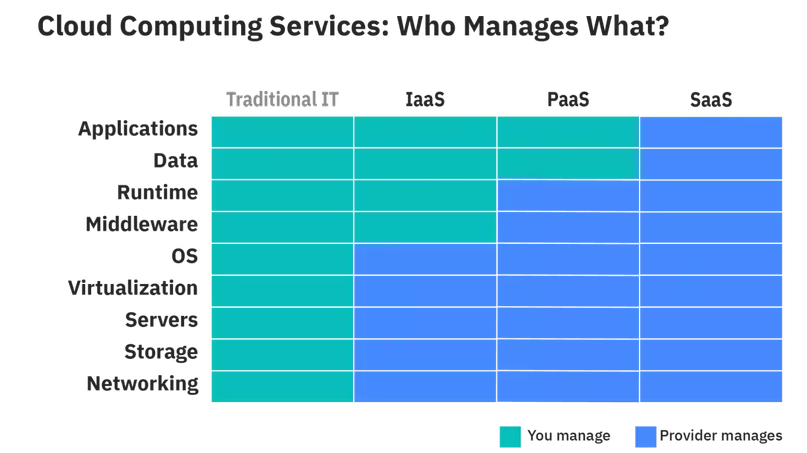 Cloud Computing Services: Who Manages What?
Traditional IT IaaS PaaS SaaS
Applications
Data
Runtime
Middleware
OS
Virtualization
Servers
Storage
Networking
You manage Provider manages